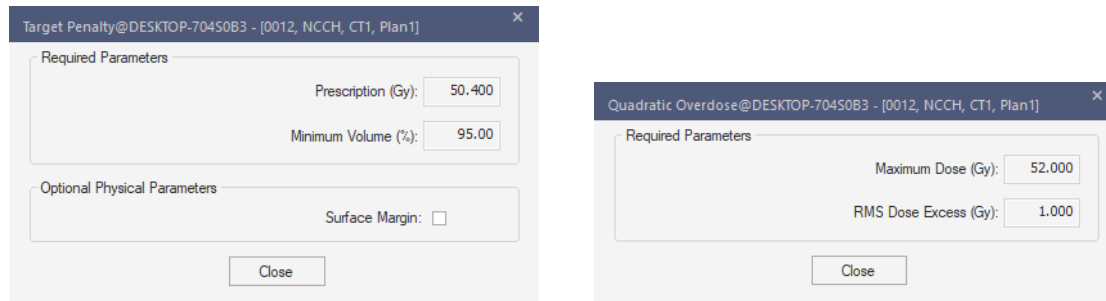 Target Penalty@DESKTOP-704S0B3 - [0012, NCCH, CT1, Plan1]
Required Parameters
Prescription (Gy): 50.400
Minimum Volume (%): 95.00
Optional Physical Parameters
Surface Margin:
Close
Quadratic Overdose@DESKTOP-704S0B3 - [0012, NCCH, CT1, Plan1]
Required Parameters
Maximum Dose (Gy): 52.000
RMS Dose Excess (Gy): 1.000
Close